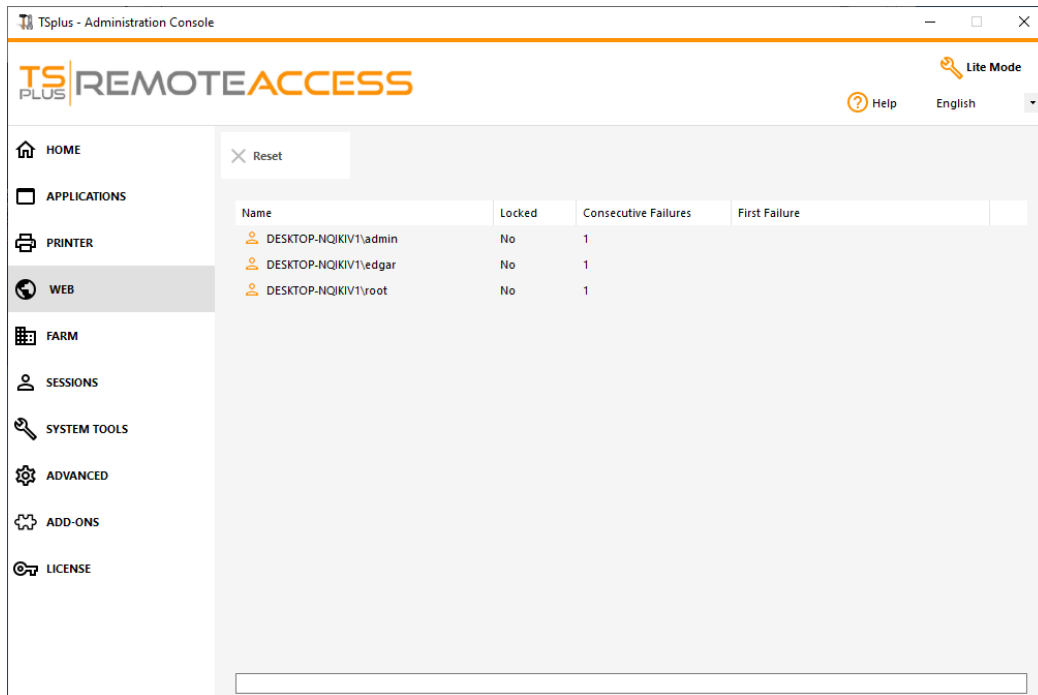 TSplus - Administration Console
TS PLUS REMOTEACCESS
Lite Mode
Help English
HOME
APPLICATIONS
PRINTER
WEB
FARM
SESSIONS
SYSTEM TOOLS
ADVANCED
ADD-ONS
LICENSE
Reset
Name Locked Consecutive Failures First Failure
DESKTOP-NQIKIV1\admin No 1
DESKTOP-NQIKIV1\edgar No 1
DESKTOP-NQIKIV1\root No 1